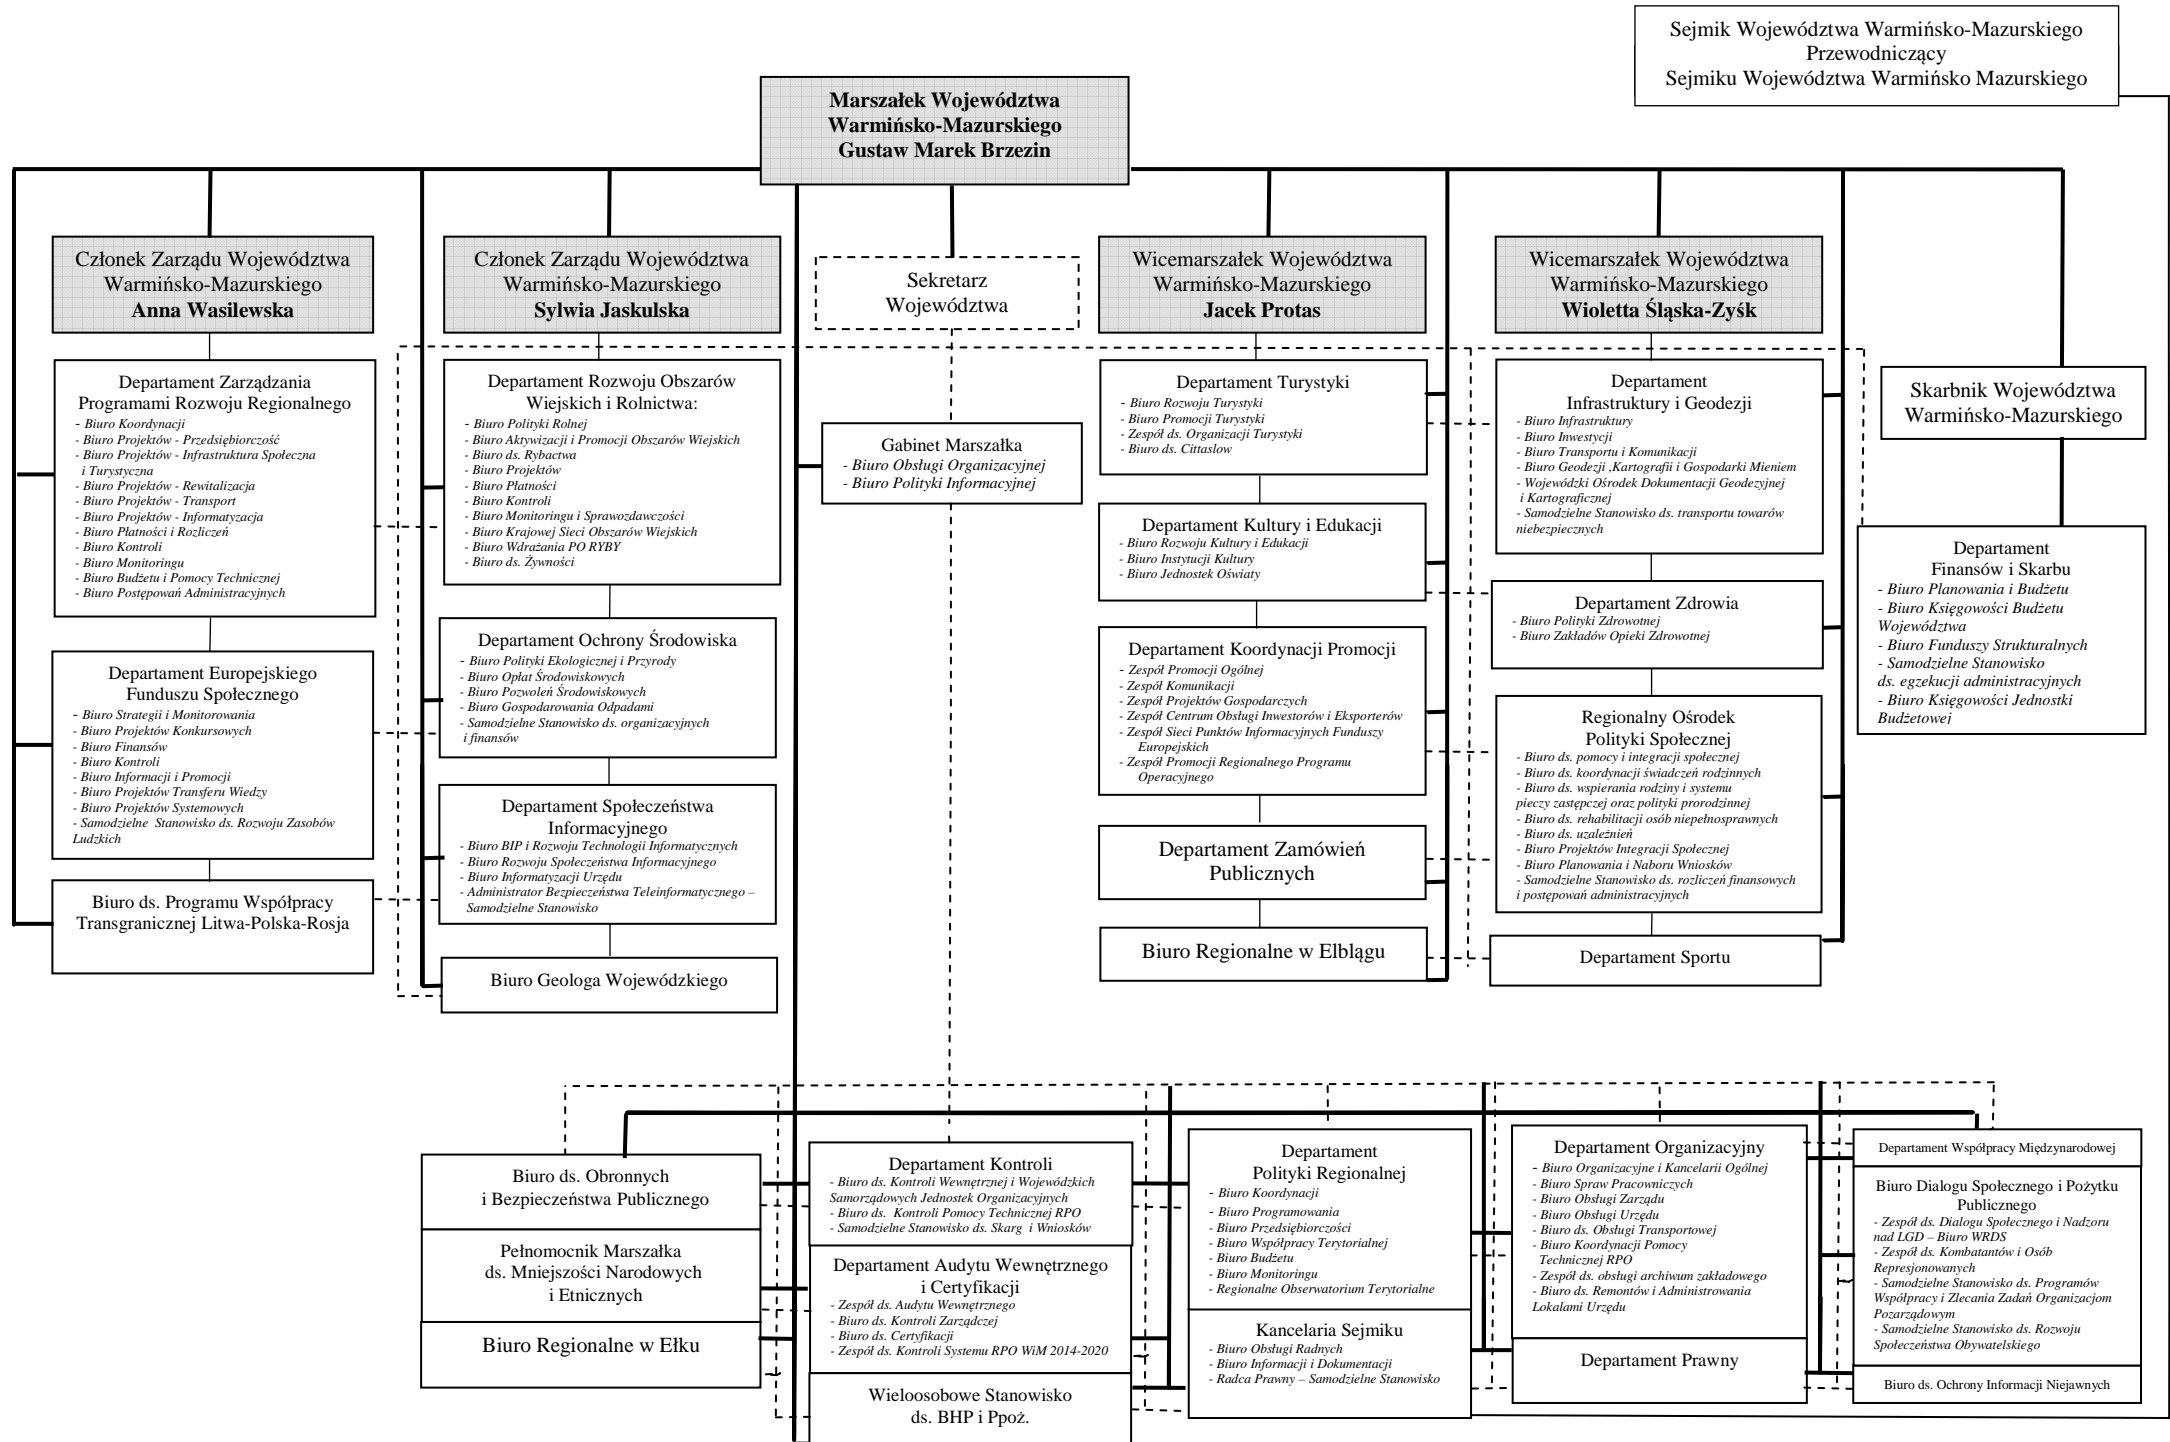 Sejmik Województwa Warmińsko-Mazurskiego
Przewodniczący
Sejmiku Województwa Warmińsko Mazurskiego
Marszałek Województwa
Warmińsko-Mazurskiego
Gustaw Marek Brzezin
Członek Zarządu Województwa
Warmińsko-Mazurskiego
Anna Wasilewska
Członek Zarządu Województwa
Warmińsko-Mazurskiego
Sylwia Jaskulska
Sekretarz
Województwa
Wicemarszałek Województwa
Warmińsko-Mazurskiego
Jacek Protas
Wicemarszałek Województwa
Warmińsko-Mazurskiego
Wioletta Śląska-Zyśk
Departament Zarządzania
Programami Rozwoju Regionalnego
- Biuro Koordynacji
- Biuro Projektów - Przedsiębiorczość
- Biuro Projektów - Infrastruktura Społeczna
i Turystyczna
- Biuro Projektów - Rewitalizacja
- Biuro Projektów - Transport
- Biuro Projektów - Informatyzacja
- Biuro Płatności i Rozliczeń
- Biuro Kontroli
- Biuro Monitoringu
- Biuro Budżetu i Pomocy Technicznej
- Biuro Postępowań Administracyjnych
Departament Europejskiego
Funduszu Społecznego
- Biuro Strategii i Monitorowania
- Biuro Projektów Konkursowych
- Biuro Finansów
- Biuro Kontroli
- Biuro Informacji i Promocji
- Biuro Projektów Transferu Wiedzy
- Biuro Projektów Systemowych
- Samodzielne Stanowisko ds. Rozwoju Zasobów
Ludzkich
Biuro ds. Programu Współpracy
Transgranicznej Litwa-Polska-Rosja
Departament Rozwoju Obszarów
Wiejskich i Rolnictwa:
- Biuro Polityki Rolnej
- Biuro Aktywizacji i Promocji Obszarów Wiejskich
- Biuro ds. Rybactwa
- Biuro Projektów
- Biuro Płatności
- Biuro Kontroli
- Biuro Monitoringu i Sprawozdawczości
- Biuro Krajowej Sieci Obszarów Wiejskich
- Biuro Wdrażania PO RYBY
- Biuro ds. Żywności
Departament Ochrony Środowiska
- Biuro Polityki Ekologicznej i Przyrody
- Biuro Opłat Środowiskowych
- Biuro Pozwoleń Środowiskowych
- Biuro Gospodarowania Odpadami
- Samodzielne Stanowisko ds. organizacyjnych
i finansów
Departament Społeczeństwa
Informacyjnego
- Biuro BIP i Rozwoju Technologii Informatycznych
- Biuro Rozwoju Społeczeństwa Informacyjnego
- Biuro Informatyzacji Urzędu
- Administrator Bezpieczeństwa Teleinformatycznego –
Samodzielne Stanowisko
Biuro Geologa Wojewódzkiego
Gabinet Marszałka
- Biuro Obsługi Organizacyjnej
- Biuro Polityki Informacyjnej
Departament Turystyki
- Biuro Rozwoju Turystyki
- Biuro Promocji Turystyki
- Zespół ds. Organizacji Turystyki
- Biuro ds. Cittaslow
Departament Kultury i Edukacji
- Biuro Rozwoju Kultury i Edukacji
- Biuro Instytucji Kultury
- Biuro Jednostek Oświaty
Departament Koordynacji Promocji
- Zespół Promocji Ogólnej
- Zespół Komunikacji
- Zespół Projektów Gospodarczych
- Zespół Centrum Obsługi Inwestorów i Eksporterów
- Zespół Sieci Punktów Informacyjnych Funduszy
Europejskich
- Zespół Promocji Regionalnego Programu
Operacyjnego
Departament Zamówień
Publicznych
Biuro Regionalne w Elblągu
Departament
Infrastruktury i Geodezji
- Biuro Infrastruktury
- Biuro Inwestycji
- Biuro Transportu i Komunikacji
- Biuro Geodezji ,Kartografii i Gospodarki Mieniem
- Wojewódzki Ośrodek Dokumentacji Geodezyjnej
i Kartograficznej
- Samodzielne Stanowisko ds. transportu towarów
niebezpiecznych
Departament Zdrowia
- Biuro Polityki Zdrowotnej
- Biuro Zakładów Opieki Zdrowotnej
Regionalny Ośrodek
Polityki Społecznej
- Biuro ds. pomocy i integracji społecznej
- Biuro ds. koordynacji świadczeń rodzinnych
- Biuro ds. wspierania rodziny i systemu
pieczy zastępczej oraz polityki prorodzinnej
- Biuro ds. rehabilitacji osób niepełnosprawnych
- Biuro ds. uzależnień
- Biuro Projektów Integracji Społecznej
- Biuro Planowania i Naboru Wniosków
- Samodzielne Stanowisko ds. rozliczeń finansowych
i postępowań administracyjnych
Departament Sportu
Skarbnik Województwa
Warmińsko-Mazurskiego
Departament
Finansów i Skarbu
- Biuro Planowania i Budżetu
- Biuro Księgowości Budżetu
Województwa
- Biuro Funduszy Strukturalnych
- Samodzielne Stanowisko
ds. egzekucji administracyjnych
- Biuro Księgowości Jednostki
Budżetowej
Biuro ds. Obronnych
i Bezpieczeństwa Publicznego
Pełnomocnik Marszałka
ds. Mniejszości Narodowych
i Etnicznych
Biuro Regionalne w Ełku
Departament Kontroli
- Biuro ds. Kontroli Wewnętrznej i Wojewódzkich
Samorządowych Jednostek Organizacyjnych
- Biuro ds. Kontroli Pomocy Technicznej RPO
- Samodzielne Stanowisko ds. Skarg i Wniosków
Departament Audytu Wewnętrznego
i Certyfikacji
- Zespół ds. Audytu Wewnętrznego
- Biuro ds. Kontroli Zarządczej
- Biuro ds. Certyfikacji
- Zespół ds. Kontroli Systemu RPO WiM 2014-2020
Wieloosobowe Stanowisko
ds. BHP i Ppoż.
Departament
Polityki Regionalnej
- Biuro Koordynacji
- Biuro Programowania
- Biuro Przedsiębiorczości
- Biuro Współpracy Terytorialnej
- Biuro Budżetu
- Biuro Monitoringu
- Regionalne Obserwatorium Terytorialne
Kancelaria Sejmiku
- Biuro Obsługi Radnych
- Biuro Informacji i Dokumentacji
- Radca Prawny – Samodzielne Stanowisko
Departament Organizacyjny
- Biuro Organizacyjne i Kancelarii Ogólnej
- Biuro Spraw Pracowniczych
- Biuro Obsługi Zarządu
- Biuro Obsługi Urzędu
- Biuro ds. Obsługi Transportowej
- Biuro Koordynacji Pomocy
Technicznej RPO
- Zespół ds. obsługi archiwum zakładowego
- Biuro ds. Remontów i Administrowania
Lokalami Urzędu
Departament Prawny
Departament Współpracy Międzynarodowej
Biuro Dialogu Społecznego i Pożytku
Publicznego
- Zespół ds. Dialogu Społecznego i Nadzoru
nad LGD – Biuro WRDS
- Zespół ds. Kombatantów i Osób
Represjonowanych
- Samodzielne Stanowisko ds. Programów
Współpracy i Zlecania Zadań Organizacjom
Pozarządowym
- Samodzielne Stanowisko ds. Rozwoju
Społeczeństwa Obywatelskiego
Biuro ds. Ochrony Informacji Niejawnych